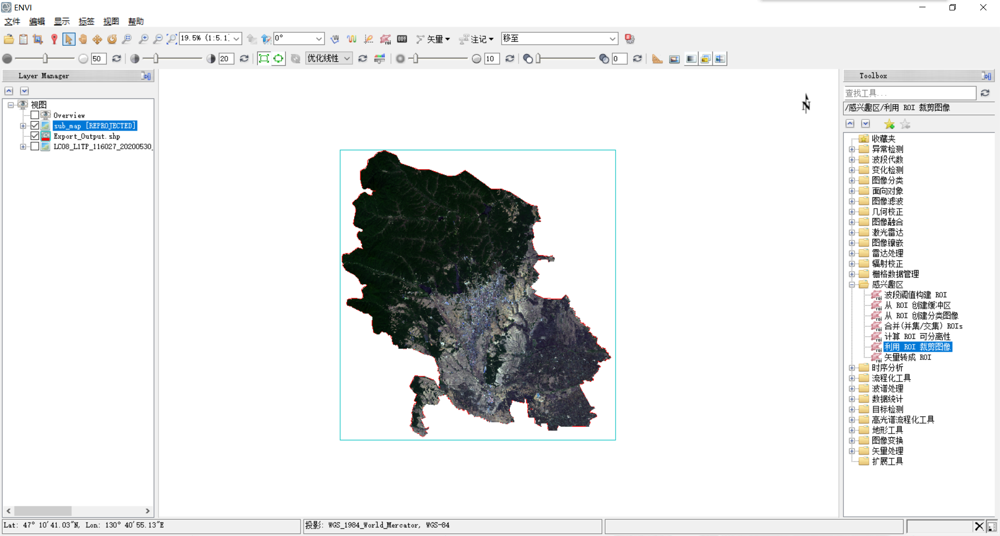 ENVI
文件 编辑 显示 标签 视图 帮助
19.5% (1:5.1: 0° 矢量 注记 移至
50 20 优化线性 10 0
Layer Manager
视图
Overview
sub_map [REPROJECTED]
Export_Output.shp
LC08_L1TP_116027_20200530_
N
Toolbox
查找工具...
/感兴趣区/利用 ROI 裁剪图像
收藏夹
异常检测
波段代数
变化检测
图像分类
面向对象
图像滤波
几何校正
图像融合
激光雷达
图像镶嵌
雷达处理
辐射校正
栅格数据管理
感兴趣区
波段阈值构建 ROI
从 ROI 创建缓冲区
从 ROI 创建分类图像
合并(并集/交集) ROIs
计算 ROI 可分离性
利用 ROI 裁剪图像
矢量转成 ROI
时序分析
流程化工具
波谱处理
数据统计
目标检测
高光谱流程化工具
地形工具
图像变换
矢量处理
扩展工具
Lat: 47° 10′41.03″N, Lon: 130° 40′55.13″E
投影: WGS_1984_World_Mercator, WGS-84